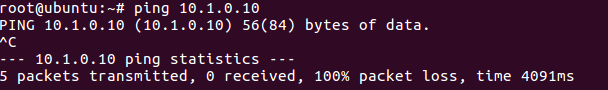 root@ubuntu:~# ping 10.1.0.10
PING 10.1.0.10 (10.1.0.10) 56(84) bytes of data.
^C
--- 10.1.0.10 ping statistics ---
5 packets transmitted, 0 received, 100% packet loss, time 4091ms